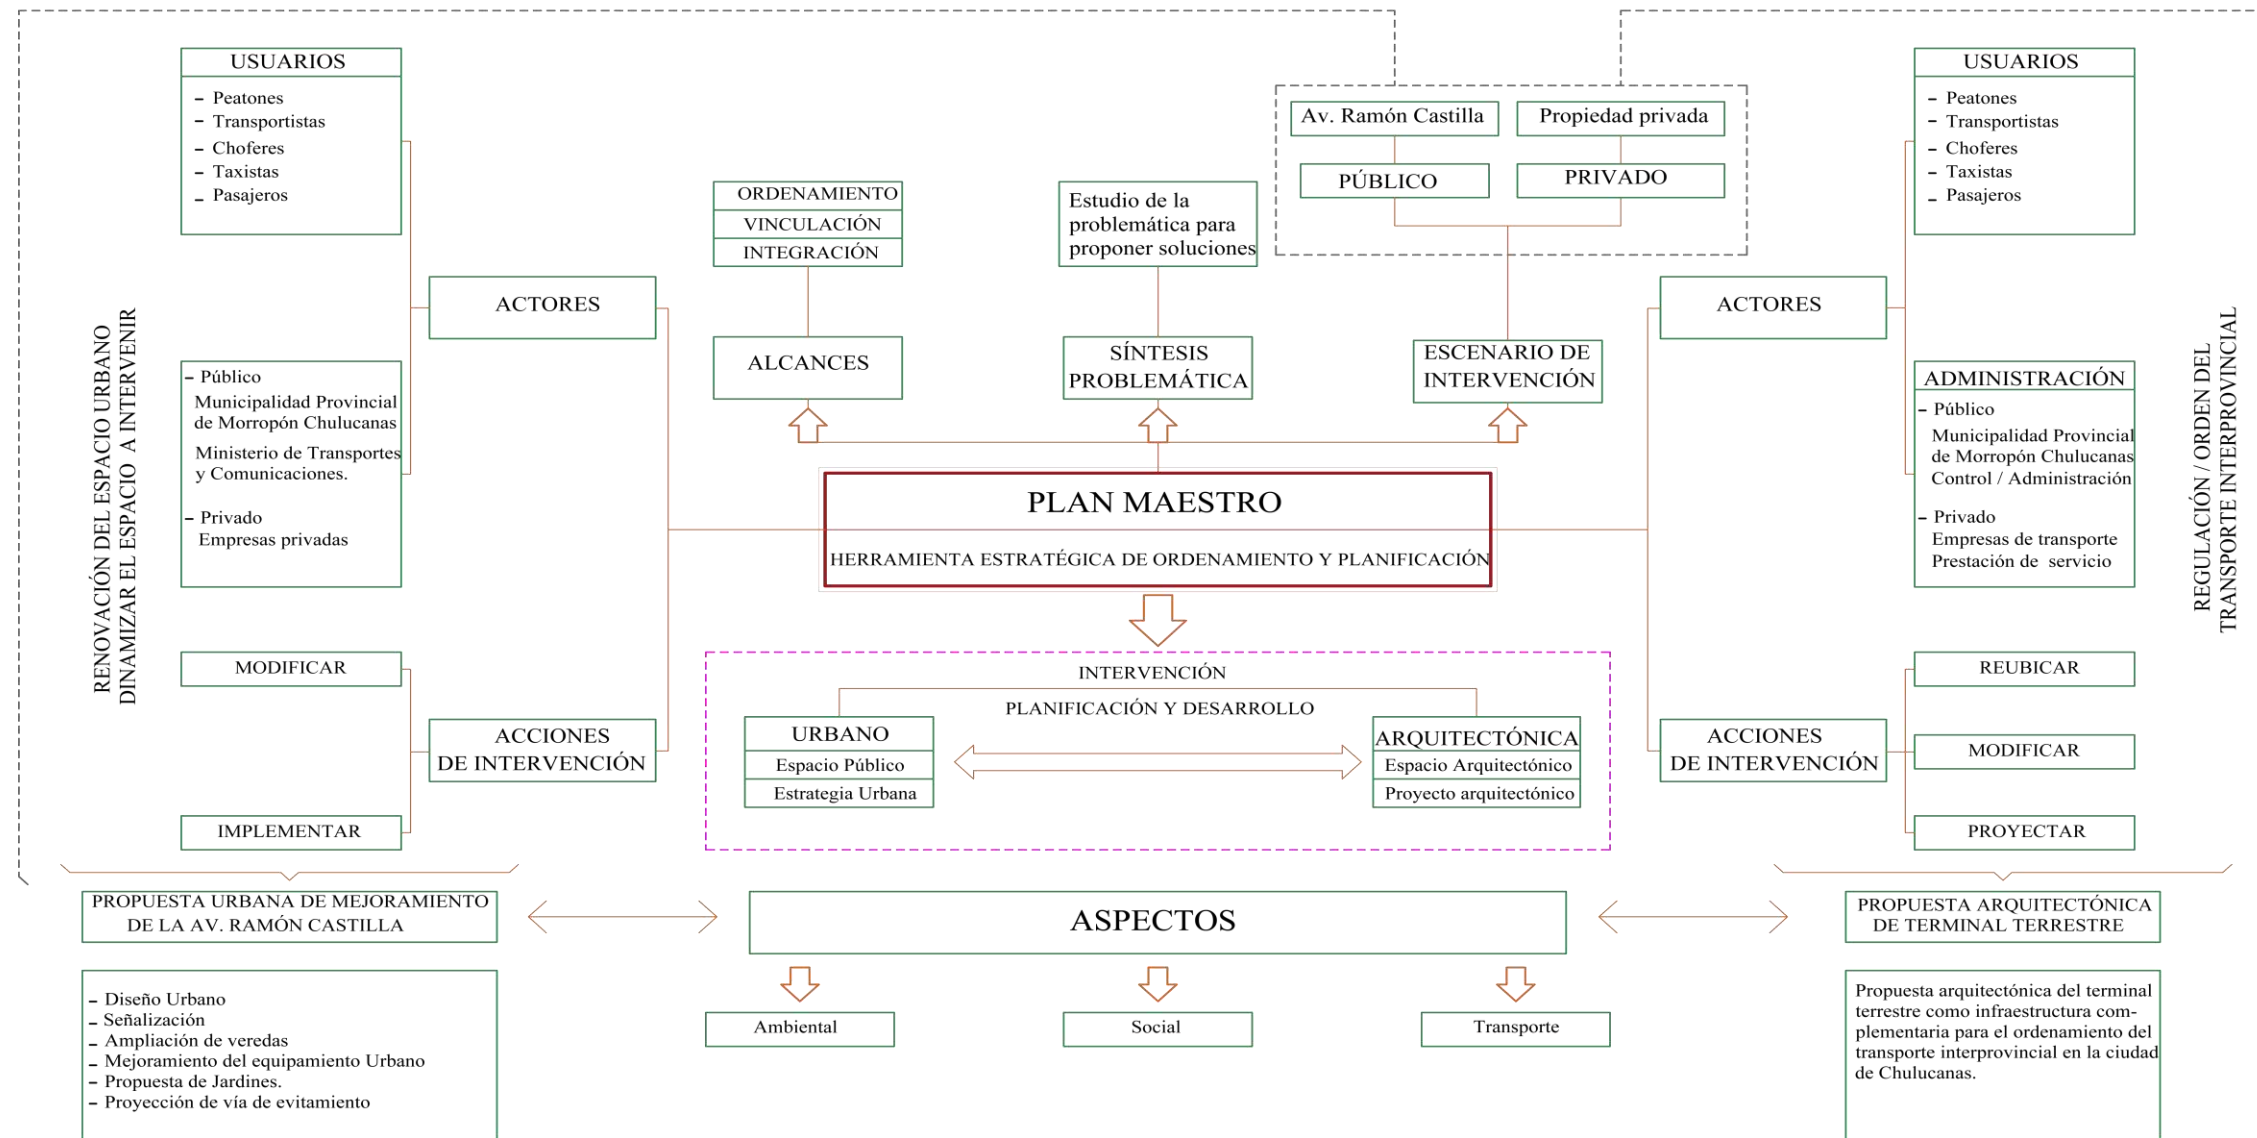 USUARIOS
– Peatones
– Transportistas
– Choferes
– Taxistas
– Pasajeros
ACTORES
– Público
Municipalidad Provincial
de Morropón Chulucanas
Ministerio de Transportes
y Comunicaciones.
– Privado
Empresas privadas
RENOVACIÓN DEL ESPACIO URBANO
DINAMIZAR EL ESPACIO A INTERVENIR
MODIFICAR
ACCIONES
DE INTERVENCIÓN
IMPLEMENTAR
PROPUESTA URBANA DE MEJORAMIENTO
DE LA AV. RAMÓN CASTILLA
– Diseño Urbano
– Señalización
– Ampliación de veredas
– Mejoramiento del equipamiento Urbano
– Propuesta de Jardines.
– Proyección de vía de evitamiento
ORDENAMIENTO
VINCULACIÓN
INTEGRACIÓN
ALCANCES
Estudio de la
problemática para
proponer soluciones
SÍNTESIS
PROBLEMÁTICA
Av. Ramón Castilla
Propiedad privada
PÚBLICO
PRIVADO
ESCENARIO DE
INTERVENCIÓN
PLAN MAESTRO
HERRAMIENTA ESTRATÉGICA DE ORDENAMIENTO Y PLANIFICACIÓN
INTERVENCIÓN
PLANIFICACIÓN Y DESARROLLO
URBANO
Espacio Público
Estrategia Urbana
ARQUITECTÓNICA
Espacio Arquitectónico
Proyecto arquitectónico
ASPECTOS
Ambiental
Social
Transporte
USUARIOS
– Peatones
– Transportistas
– Choferes
– Taxistas
– Pasajeros
ACTORES
ADMINISTRACIÓN
– Público
Municipalidad Provincial
de Morropón Chulucanas
Control / Administración
– Privado
Empresas de transporte
Prestación de servicio
REGULACIÓN / ORDEN DEL
TRANSPORTE INTERPROVINCIAL
REUBICAR
ACCIONES
DE INTERVENCIÓN
MODIFICAR
PROYECTAR
PROPUESTA ARQUITECTÓNICA
DE TERMINAL TERRESTRE
Propuesta arquitectónica del terminal
terrestre como infraestructura com-
plementaria para el ordenamiento del
transporte interprovincial en la ciudad
de Chulucanas.